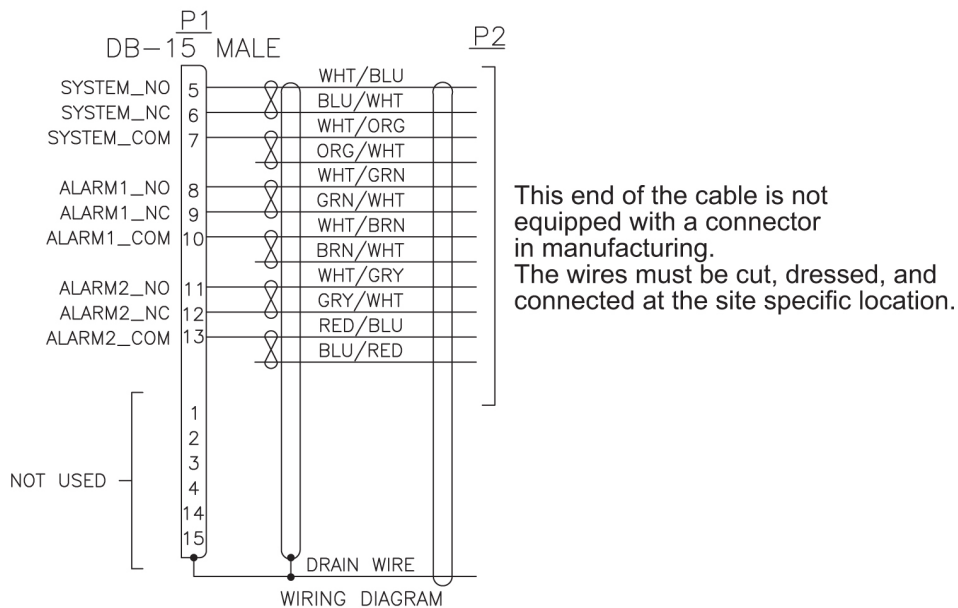 P1
DB-15 MALE
P2
SYSTEM_NO 5 WHT/BLU
SYSTEM_NC 6 BLU/WHT
SYSTEM_COM 7 WHT/ORG
ORG/WHT
ALARM1_NO 8 WHT/GRN
ALARM1_NC 9 GRN/WHT
ALARM1_COM 10 WHT/BRN
BRN/WHT
ALARM2_NO 11 WHT/GRY
ALARM2_NC 12 GRY/WHT
ALARM2_COM 13 RED/BLU
BLU/RED
This end of the cable is not
equipped with a connector
in manufacturing.
The wires must be cut, dressed, and
connected at the site specific location.
NOT USED
1
2
3
4
14
15
DRAIN WIRE
WIRING DIAGRAM